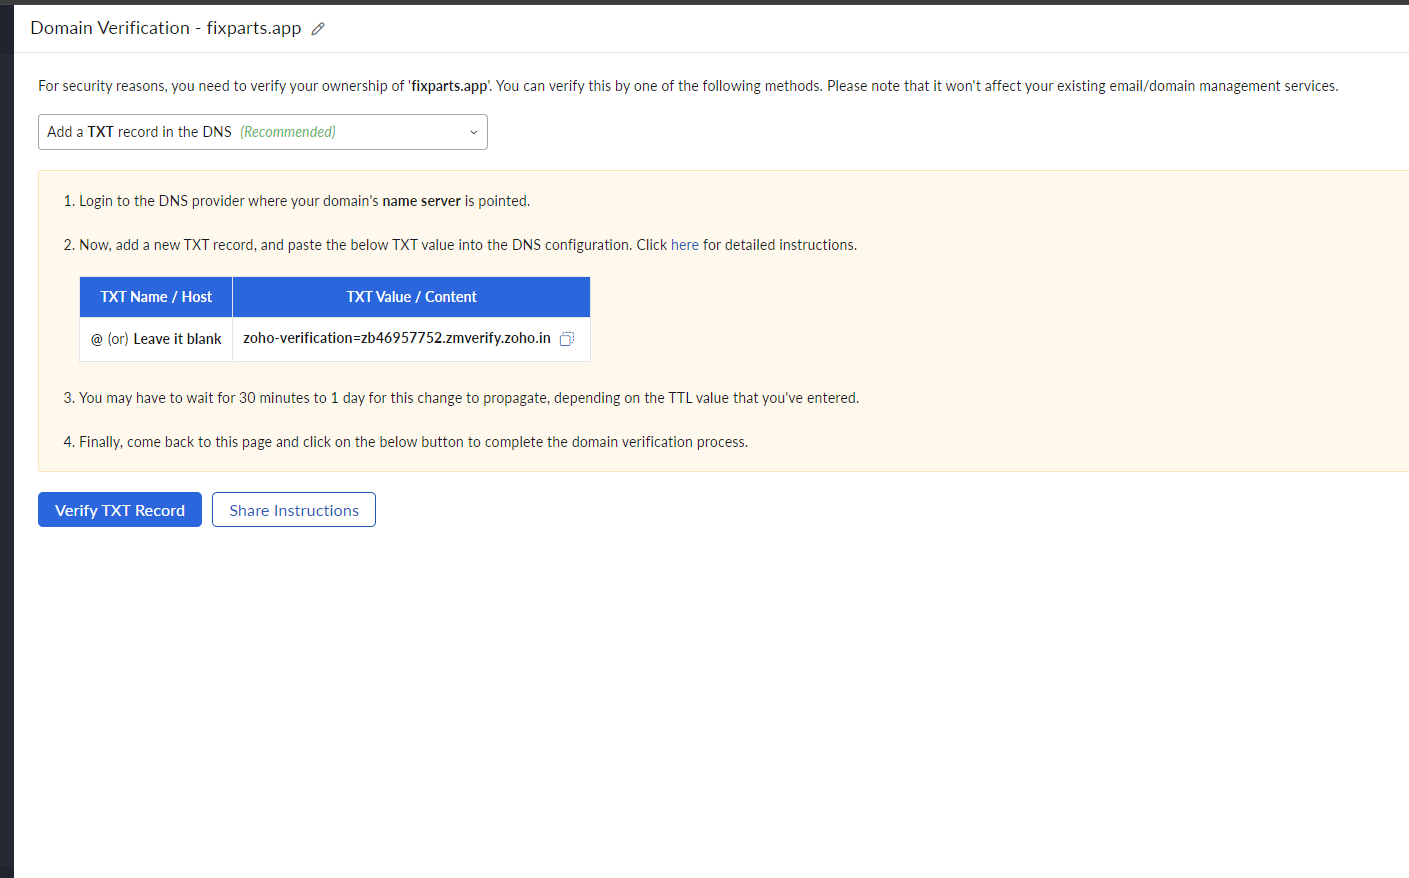 Domain Verification - fixparts.app
For security reasons, you need to verify your ownership of 'fixparts.app'. You can verify this by one of the following methods. Please note that it won't affect your existing email/domain management services.
Add a TXT record in the DNS (Recommended)
1. Login to the DNS provider where your domain's name server is pointed.
2. Now, add a new TXT record, and paste the below TXT value into the DNS configuration. Click here for detailed instructions.
TXT Name / Host TXT Value / Content
@ (or) Leave it blank zoho-verification=zb46957752.zmverify.zoho.in
3. You may have to wait for 30 minutes to 1 day for this change to propagate, depending on the TTL value that you've entered.
4. Finally, come back to this page and click on the below button to complete the domain verification process.
Verify TXT Record Share Instructions